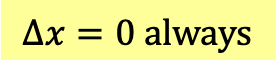 Δx = 0 always